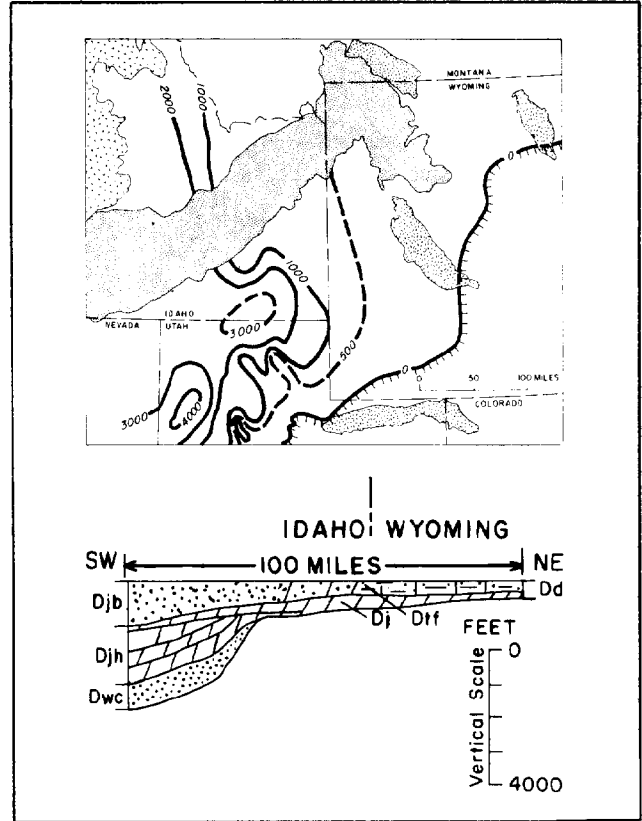 MONTANA
WYOMING
2000
1000
0
1000
IDAHO
NEVADA
UTAH
3000
500
0
0 50 100 MILES
3000
4000
COLORADO
IDAHO WYOMING
SW 100 MILES NE
Djb
Dd
Dj Dtf
Djh
FEET
0
Dwc
Vertical Scale
4000